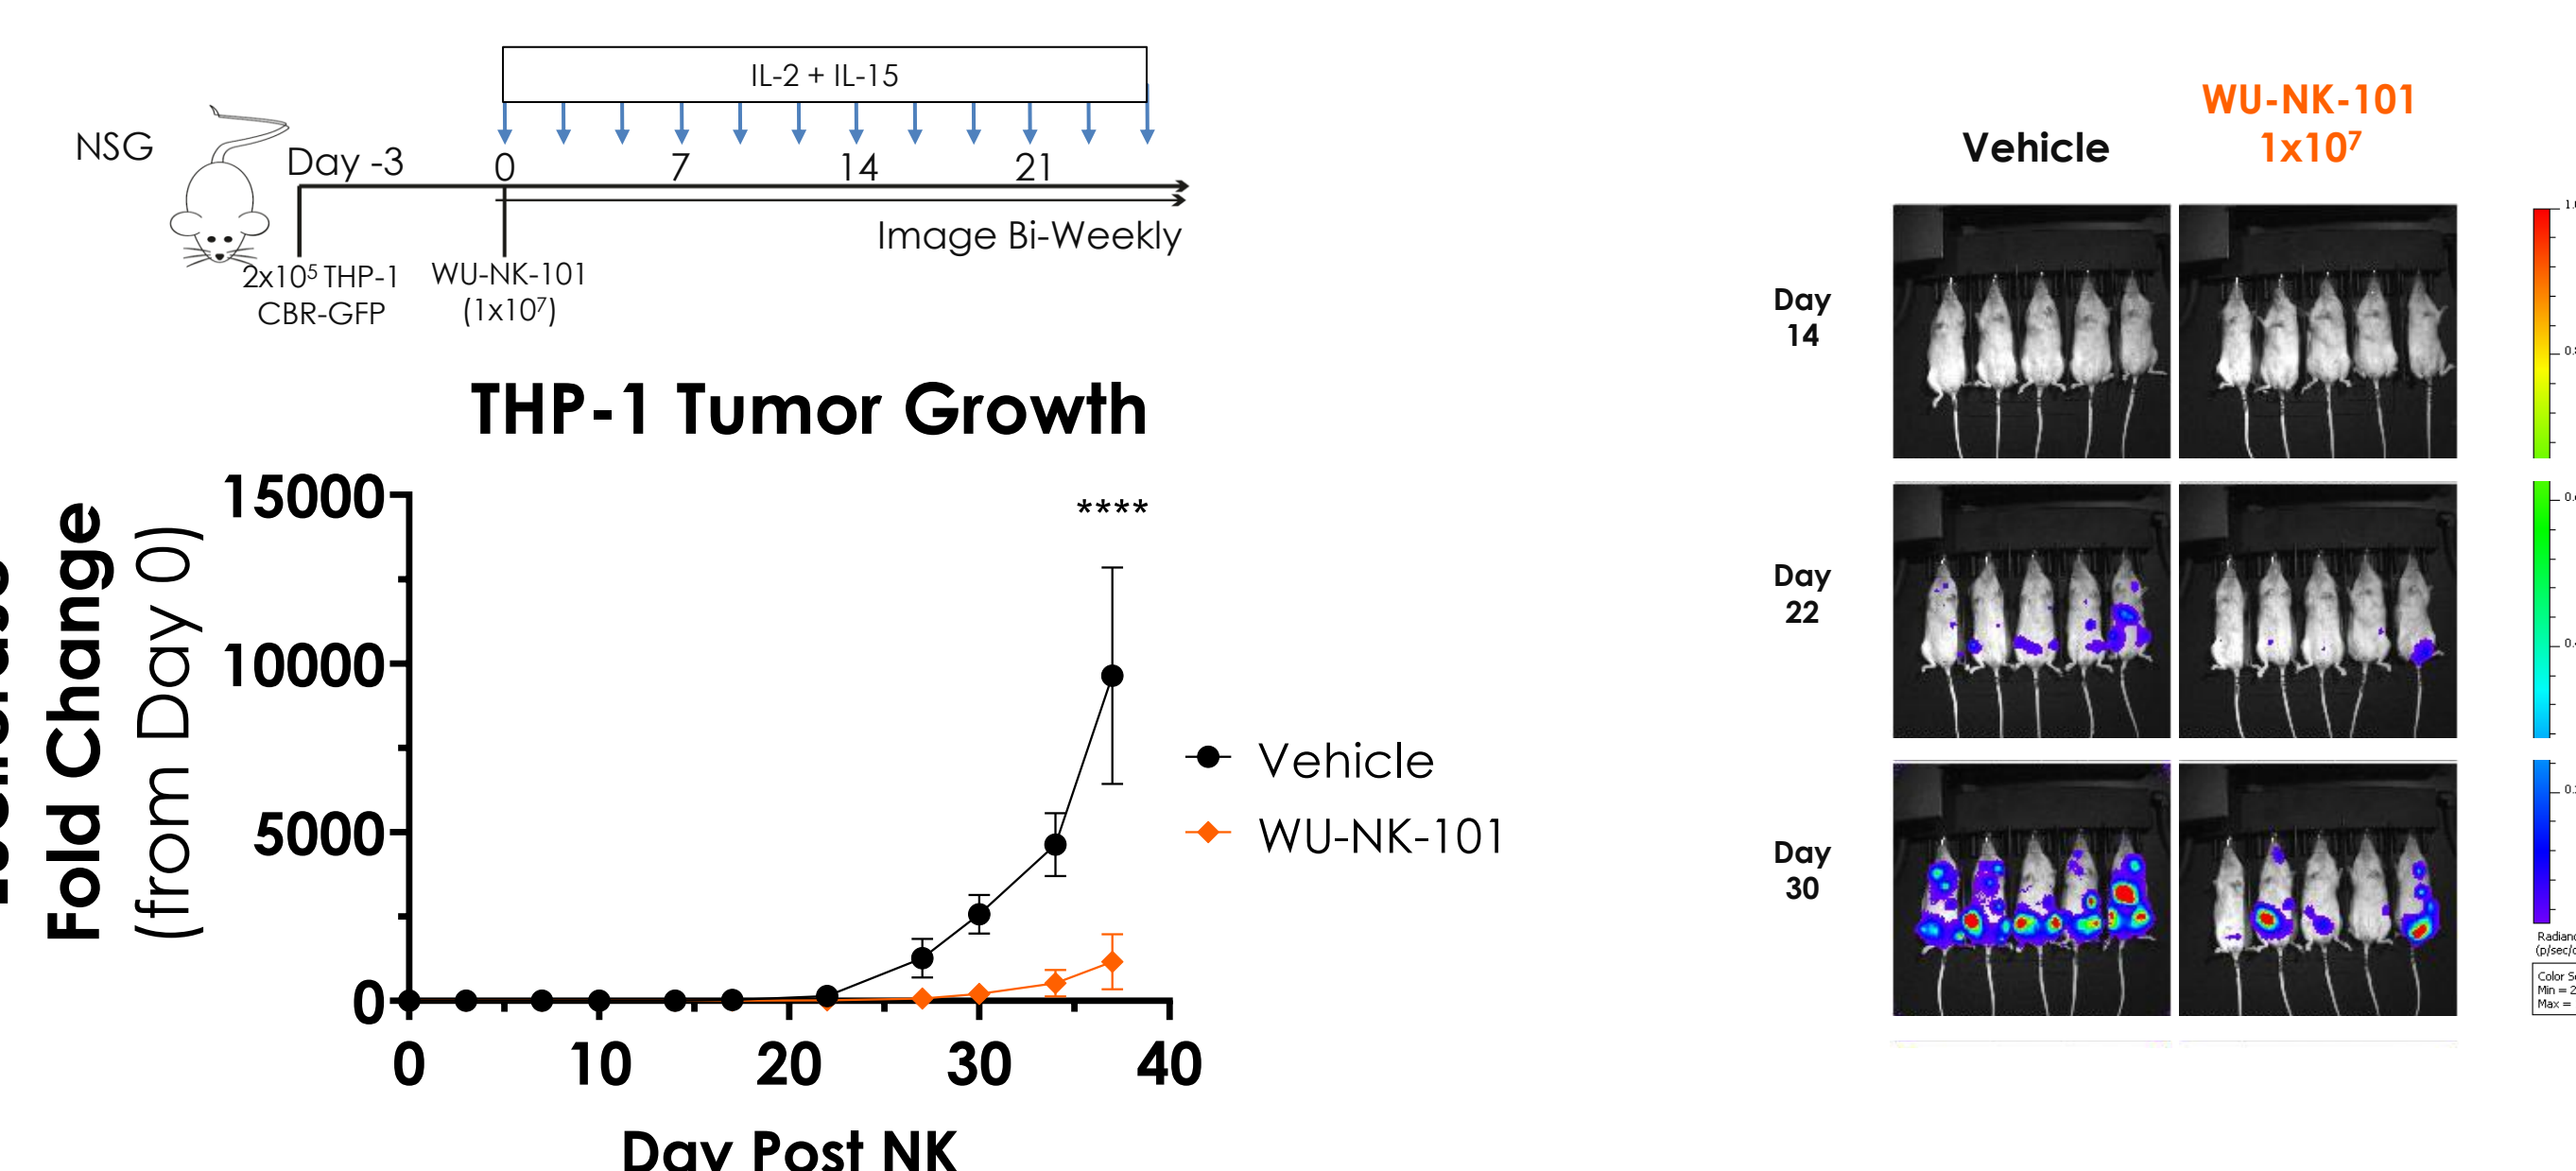 IL-2 + IL-15
NSG
Day -3
0
7
14
21
Image Bi-Weekly
2x10⁵ THP-1
CBR-GFP
WU-NK-101
(1x10⁷)
THP-1 Tumor Growth
Fold Change
(from Day 0)
15000
10000
5000
0
****
0
10
20
30
40
Day Post NK
Vehicle
WU-NK-101
Vehicle
WU-NK-101
1x10⁷
Day
14
Day
22
Day
30
Min = 2
Max =